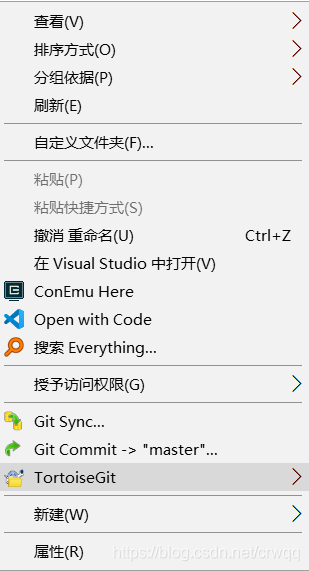 查看(V)
排序方式(O)
分组依据(P)
刷新(E)
自定义文件夹(F)...
粘贴(P)
粘贴快捷方式(S)
撤消 重命名(U) Ctrl+Z
在 Visual Studio 中打开(V)
ConEmu Here
Open with Code
搜索 Everything...
授予访问权限(G)
Git Sync...
Git Commit -> "master"...
TortoiseGit
新建(W)
属性(R)
https://blog.csdn.net/crwqq